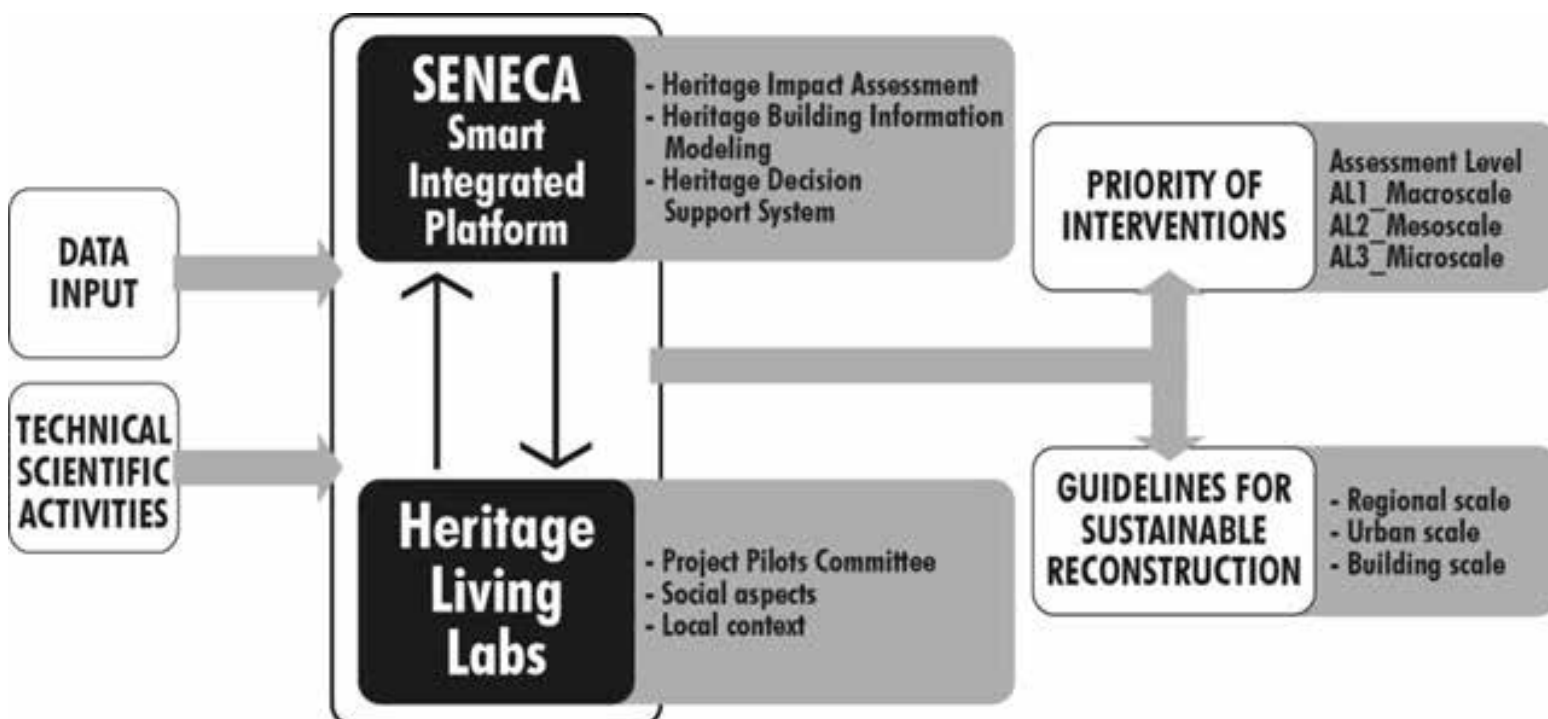 DATA
INPUT
TECHNICAL
SCIENTIFIC
ACTIVITIES
SENECA
Smart
Integrated
Platform
- Heritage Impact Assessment
- Heritage Building Information
Modeling
- Heritage Decision
Support System
Heritage
Living
Labs
- Project Pilots Committee
- Social aspects
- Local context
PRIORITY OF
INTERVENTIONS
Assessment Level
AL1_Macroscale
AL2_Mesoscale
AL3_Microscale
GUIDELINES FOR
SUSTAINABLE
RECONSTRUCTION
- Regional scale
- Urban scale
- Building scale